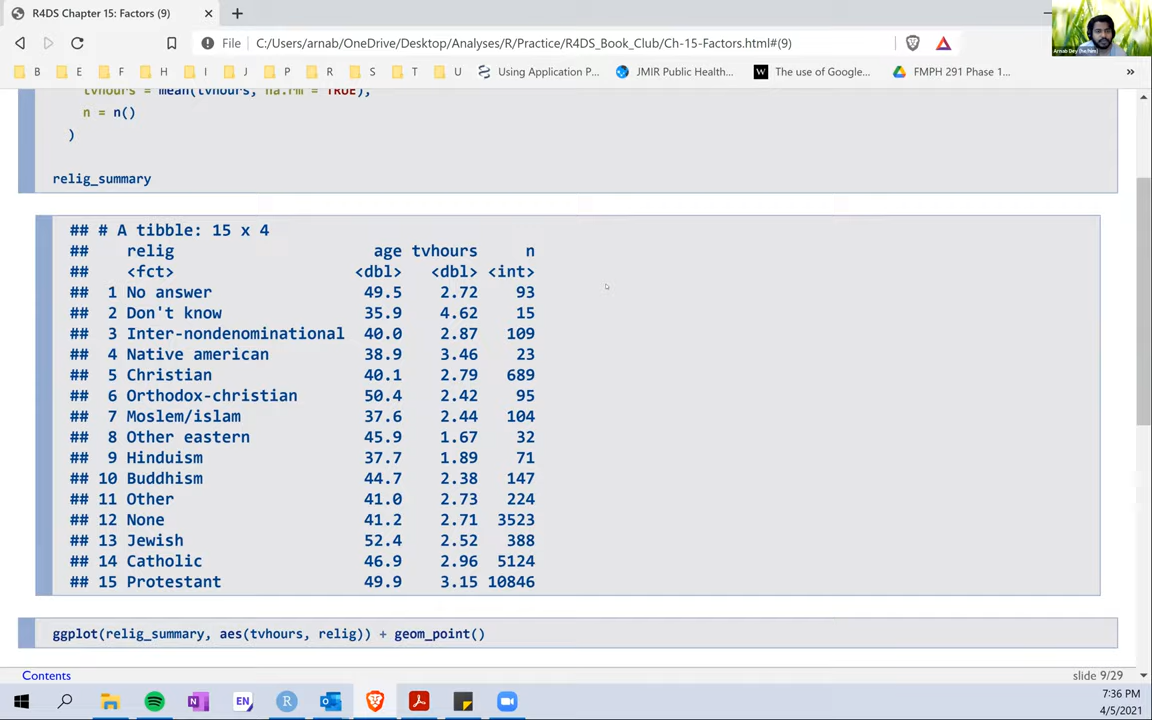 R4DS Chapter 15: Factors (9)
File C:/Users/arnab/OneDrive/Desktop/Analyses/R/Practice/R4DS_Book_Club/Ch-15-Factors.html#(9)
B E F H I J P R S T U Using Application P... JMIR Public Health... The use of Google... FMPH 291 Phase 1... »
tvhours = mean(tvhours, na.rm = TRUE),
n = n()
)
relig_summary
## # A tibble: 15 x 4
## relig age tvhours n
## <fct> <dbl> <dbl> <int>
## 1 No answer 49.5 2.72 93
## 2 Don't know 35.9 4.62 15
## 3 Inter-nondenominational 40.0 2.87 109
## 4 Native american 38.9 3.46 23
## 5 Christian 40.1 2.79 689
## 6 Orthodox-christian 50.4 2.42 95
## 7 Moslem/islam 37.6 2.44 104
## 8 Other eastern 45.9 1.67 32
## 9 Hinduism 37.7 1.89 71
## 10 Buddhism 44.7 2.38 147
## 11 Other 41.0 2.73 224
## 12 None 41.2 2.71 3523
## 13 Jewish 52.4 2.52 388
## 14 Catholic 46.9 2.96 5124
## 15 Protestant 49.9 3.15 10846
ggplot(relig_summary, aes(tvhours, relig)) + geom_point()
Contents slide 9/29
EN
7:36 PM
4/5/2021